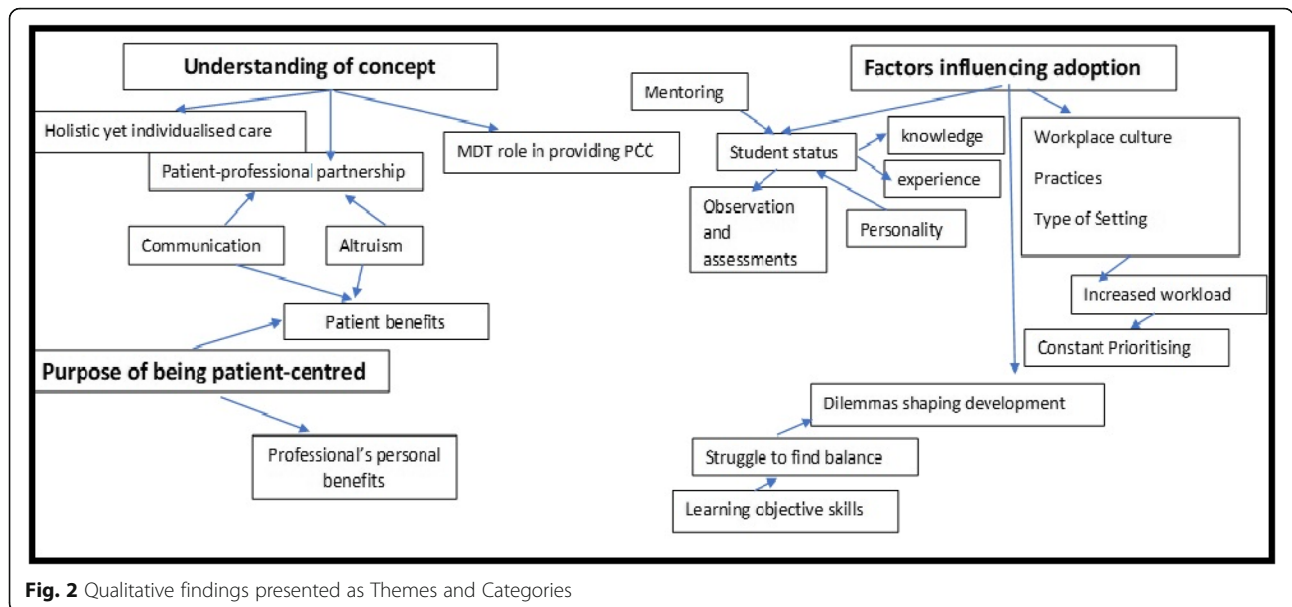 Understanding of concept
Factors influencing adoption
Mentoring
Holistic yet individualised care
MDT role in providing PCC
Patient-professional partnership
Student status
knowledge
experience
Workplace culture
Practices
Type of Setting
Communication
Altruism
Observation
and
assessments
Personality
Patient benefits
Increased workload
Constant Prioritising
Purpose of being patient-centred
Dilemmas shaping development
Professional's personal
benefits
Struggle to find balance
Learning objective skills
Fig. 2 Qualitative findings presented as Themes and Categories